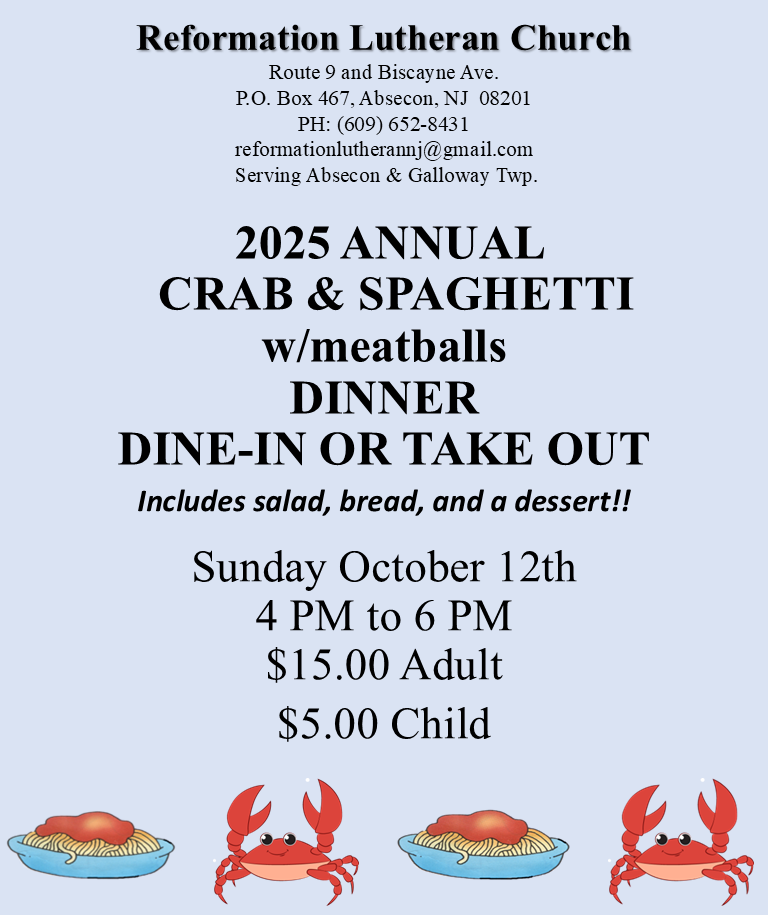 Reformation Lutheran Church
Route 9 and Biscayne Ave.
P.O. Box 467, Absecon, NJ  08201
PH: (609) 652-8431
reformationlutherannj@gmail.com
Serving Absecon & Galloway Twp.
2025 ANNUAL
CRAB & SPAGHETTI
w/meatballs
DINNER
DINE-IN OR TAKE OUT
Includes salad, bread, and a dessert!!
Sunday October 12th
4 PM to 6 PM
$15.00 Adult
$5.00 Child